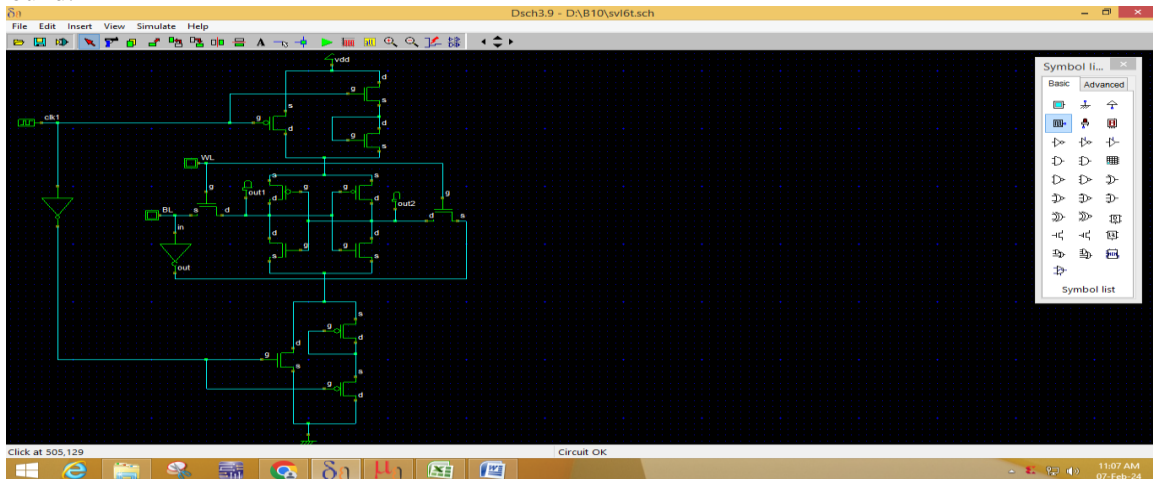 Dsch3.9 - D:\B10\svl6t.sch
File Edit Insert View Simulate Help
vdd
d
g
s
s
clk1
g
d
d
g
s
WL
Symbol li...
Basic Advanced
s
s
g
out1
g
g
g
d
d
out2
BL
s
d
d
s
in
d
d
g
g
s
s
out
Symbol list
s
g
d
d
g
s
s
g
d
Click at 505,129
Circuit OK
11:07 AM
07-Feb-24